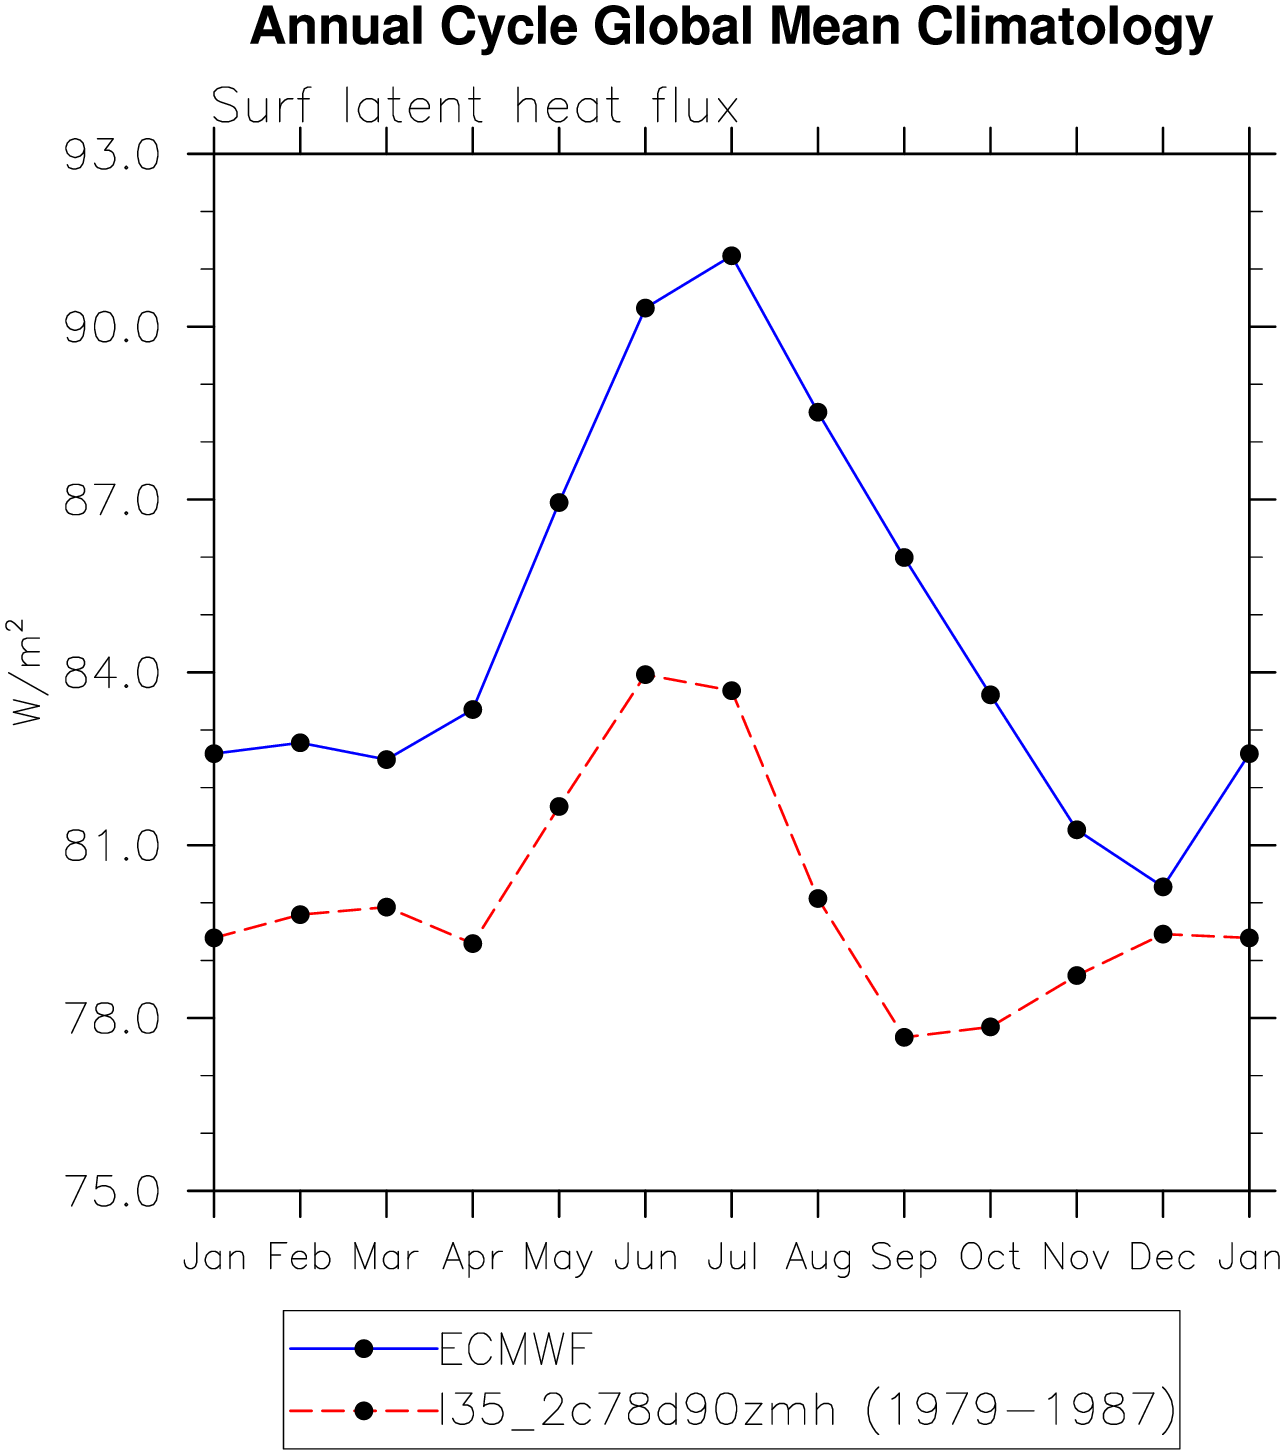 Annual Cycle Global Mean Climatology
Surf latent heat flux
93.0
90.0
87.0
84.0
81.0
78.0
75.0
W/m²
Jan Feb Mar Apr May Jun Jul Aug Sep Oct Nov Dec Jan
ECMWF
I35_2c78d90zmh (1979-1987)